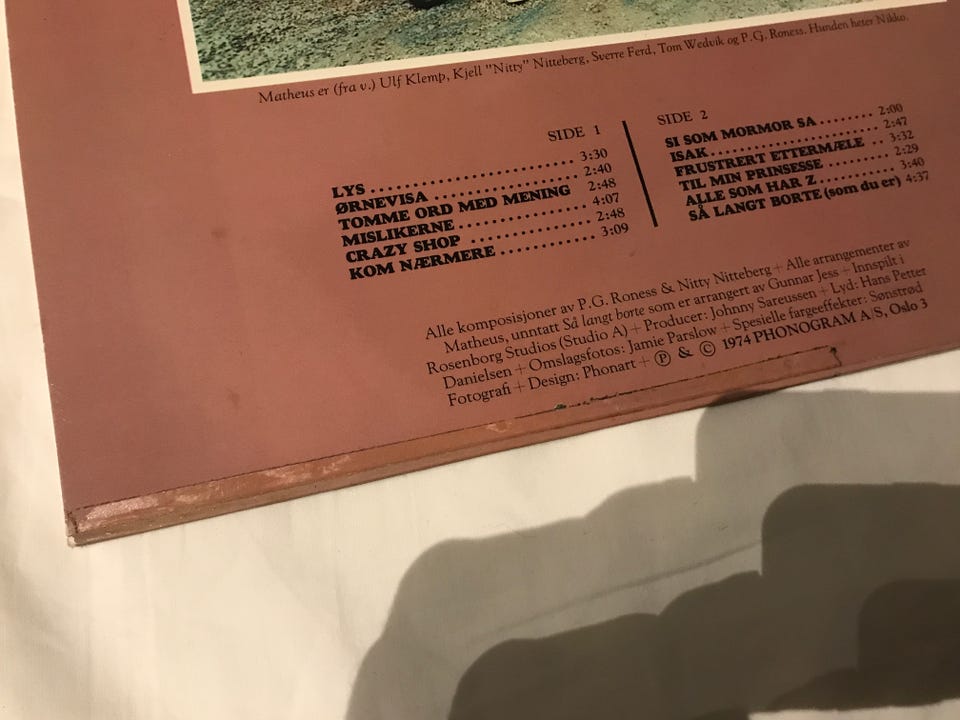 Matheus er (fra v.) Ulf Klemp, Kjell "Nitty" Nitteberg, Sverre Ferd, Tom Wedvik og P.G. Roness. Hunden heter Nikko.
SIDE 1
LYS 3:30
ØRNEVISA 2:40
TOMME ORD MED MENING 2:48
MISLIKERNE 4:07
CRAZY SHOP 2:48
KOM NÆRMERE 3:09
SIDE 2
SI SOM MORMOR SA 2:00
ISAK 2:47
FRUSTRERT ETTERMÆLE 3:32
TIL MIN PRINSESSE 2:29
ALLE SOM HAR Z 3:40
SÅ LANGT BORTE (som du er) 4:37
Alle komposisjoner av P.G. Roness & Nitty Nitteberg + Alle arrangementer av
Matheus, unntatt Så langt borte som er arrangert av Gunnar Jess + Innspilt i
Rosenborg Studios (Studio A) + Producer: Johnny Sareussen + Lyd: Hans Petter
Danielsen + Omslagsfotos: Jamie Parslow + Spesielle fargeeffekter: Sønstrød
Fotografi + Design: Phonart + ℗ & © 1974 PHONOGRAM A/S, Oslo 3